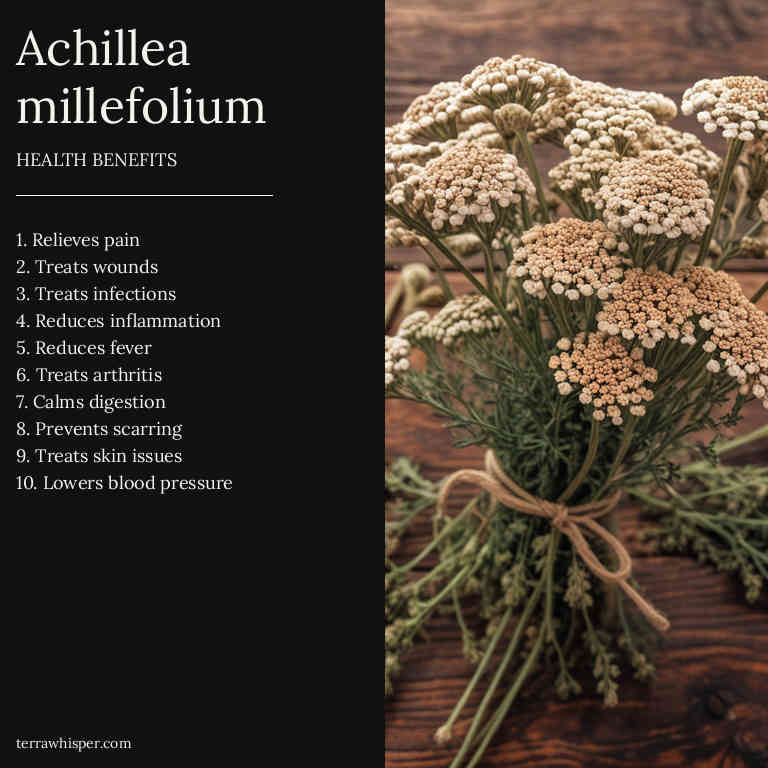 Achillea
millefolium
HEALTH BENEFITS
1. Relieves pain
2. Treats wounds
3. Treats infections
4. Reduces inflammation
5. Reduces fever
6. Treats arthritis
7. Calms digestion
8. Prevents scarring
9. Treats skin issues
10. Lowers blood pressure
terrawhisper.com